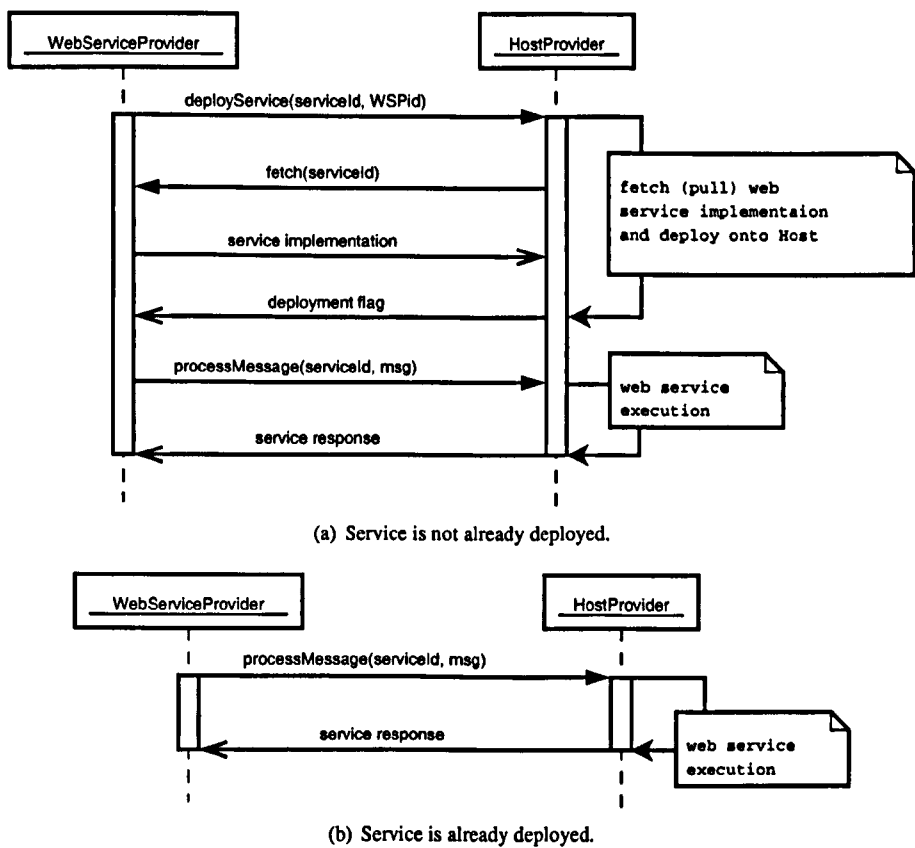 WebServiceProvider
HostProvider
deployService(serviceId, WSPid)
fetch(serviceId)
fetch (pull) web
service implementaion
and deploy onto Host
service implementation
deployment flag
processMessage(serviceId, msg)
web service
execution
service response
(a) Service is not already deployed.
WebServiceProvider
HostProvider
processMessage(serviceId, msg)
service response
web service
execution
(b) Service is already deployed.